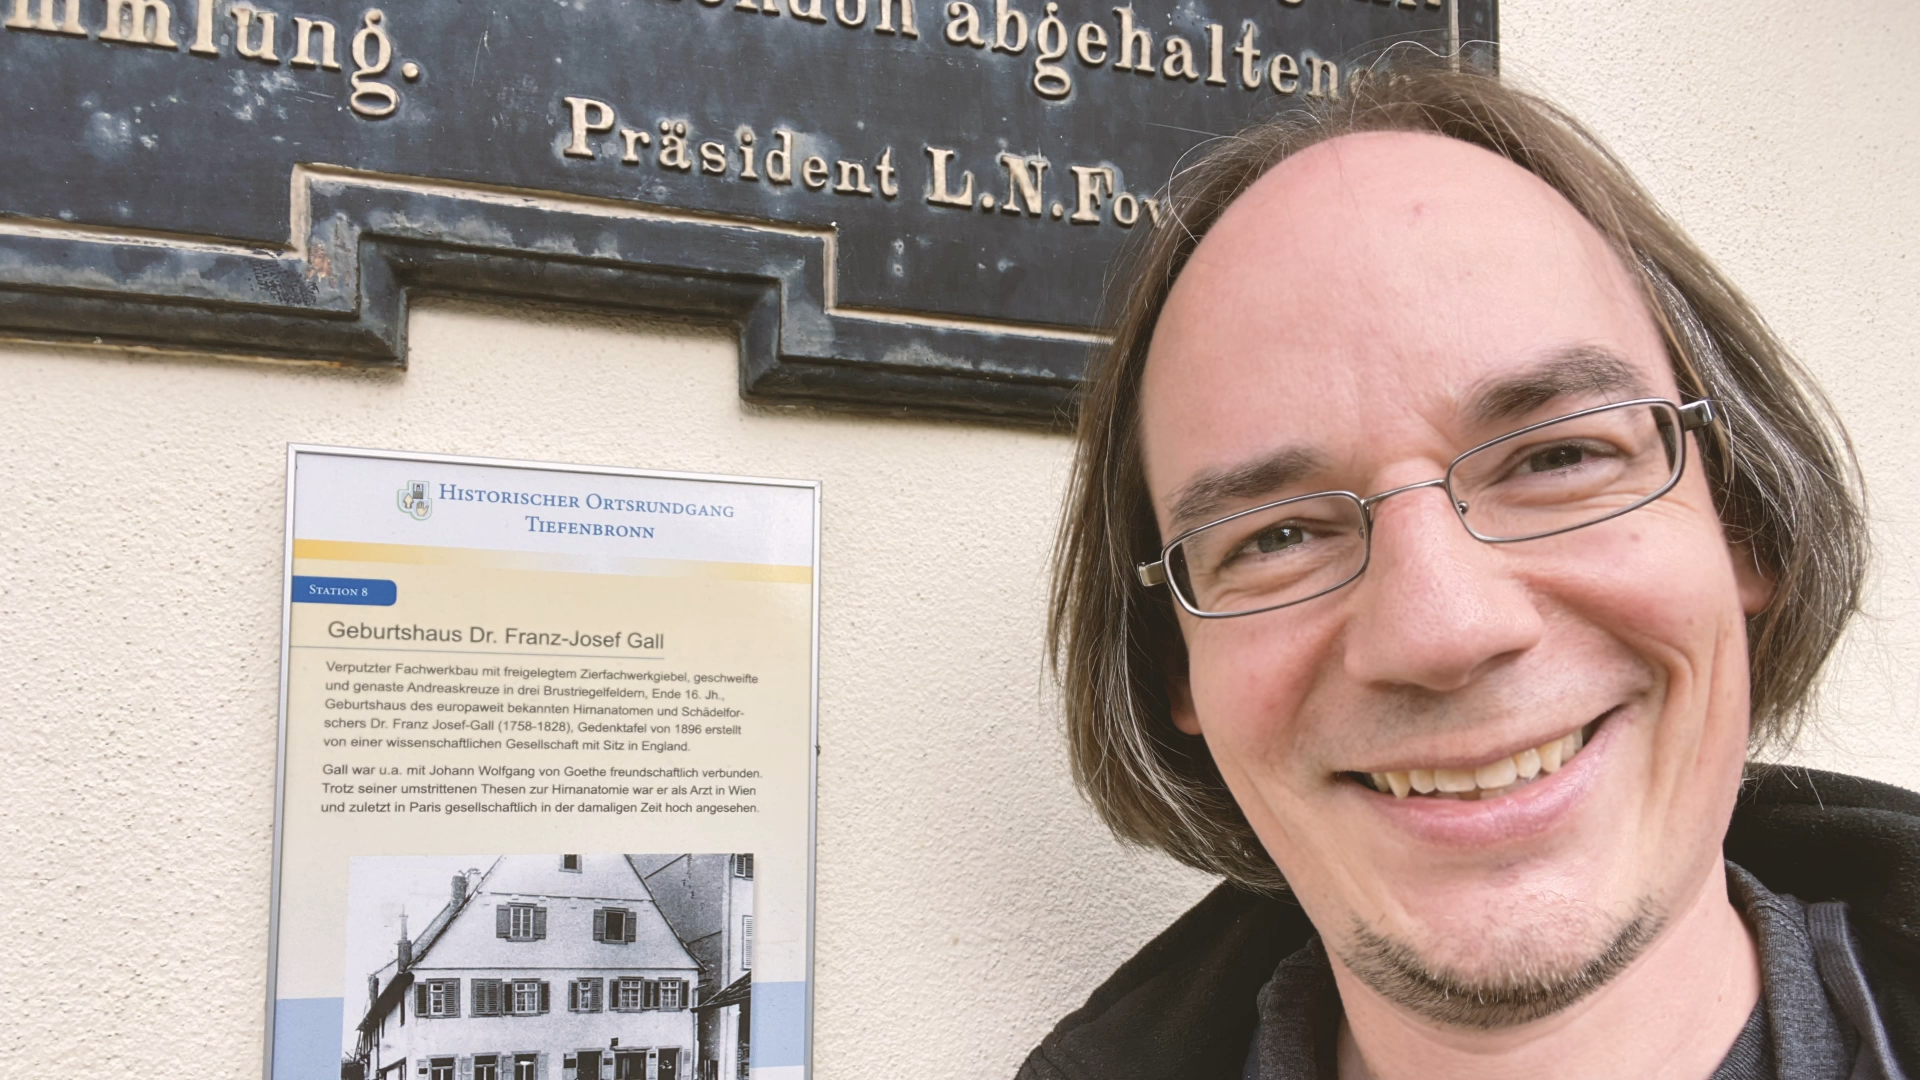 mmlung.
abgehaltenen
Präsident L.N.Fow
HISTORISCHER ORTSRUNDGANG
TIEFENBRONN
STATION 8
Geburtshaus Dr. Franz-Josef Gall
Verputzter Fachwerkbau mit freigelegtem Zierfachwerkgiebel, geschweifte
und genaste Andreaskreuze in drei Brustriegelfeldern, Ende 16. Jh.,
Geburtshaus des europaweit bekannten Hirnanatomen und Schädelfor-
schers Dr. Franz Josef-Gall (1758-1828), Gedenktafel von 1896 erstellt
von einer wissenschaftlichen Gesellschaft mit Sitz in England.
Gall war u.a. mit Johann Wolfgang von Goethe freundschaftlich verbunden.
Trotz seiner umstrittenen Thesen zur Hirnanatomie war er als Arzt in Wien
und zuletzt in Paris gesellschaftlich in der damaligen Zeit hoch angesehen.